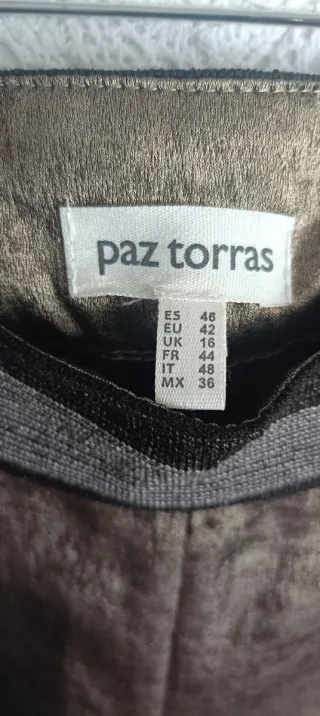 paz torras
ES 46
EU 42
UK 16
FR 44
IT 48
MX 36